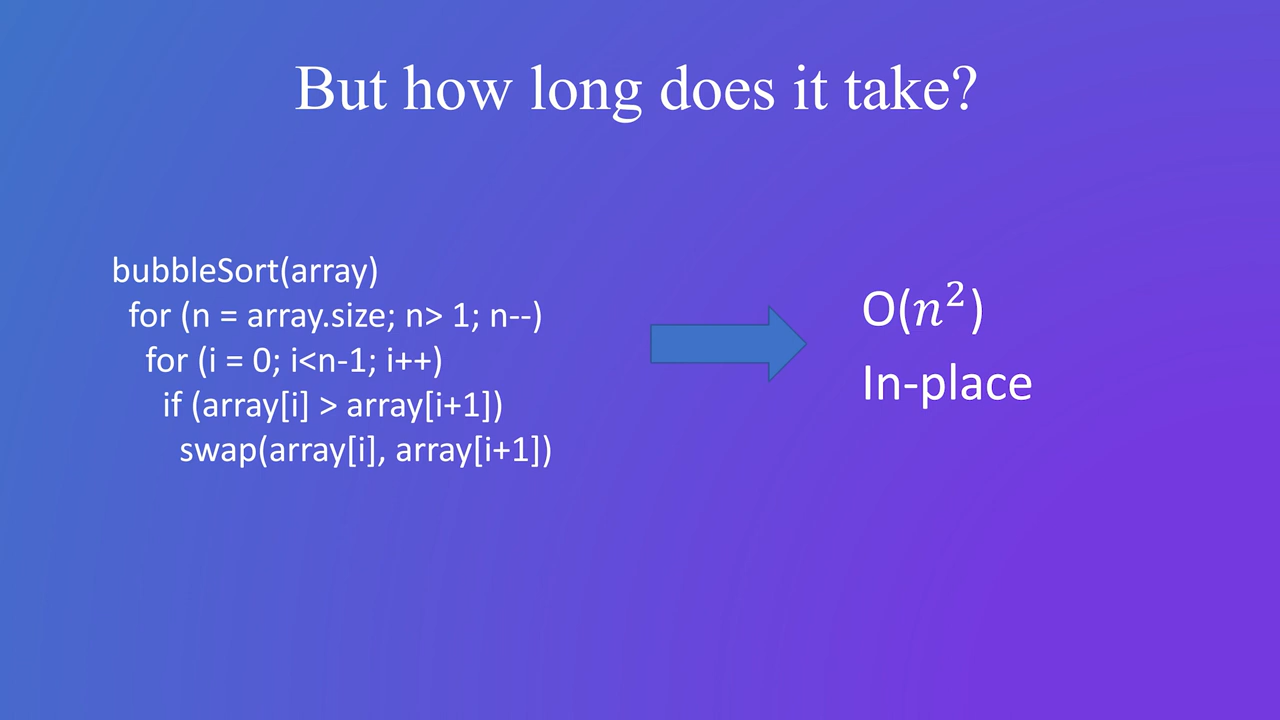 But how long does it take?
bubbleSort(array)
for (n = array.size; n> 1; n--)
for (i = 0; i<n-1; i++)
if (array[i] > array[i+1])
swap(array[i], array[i+1])
O(𝑛²)
In-place